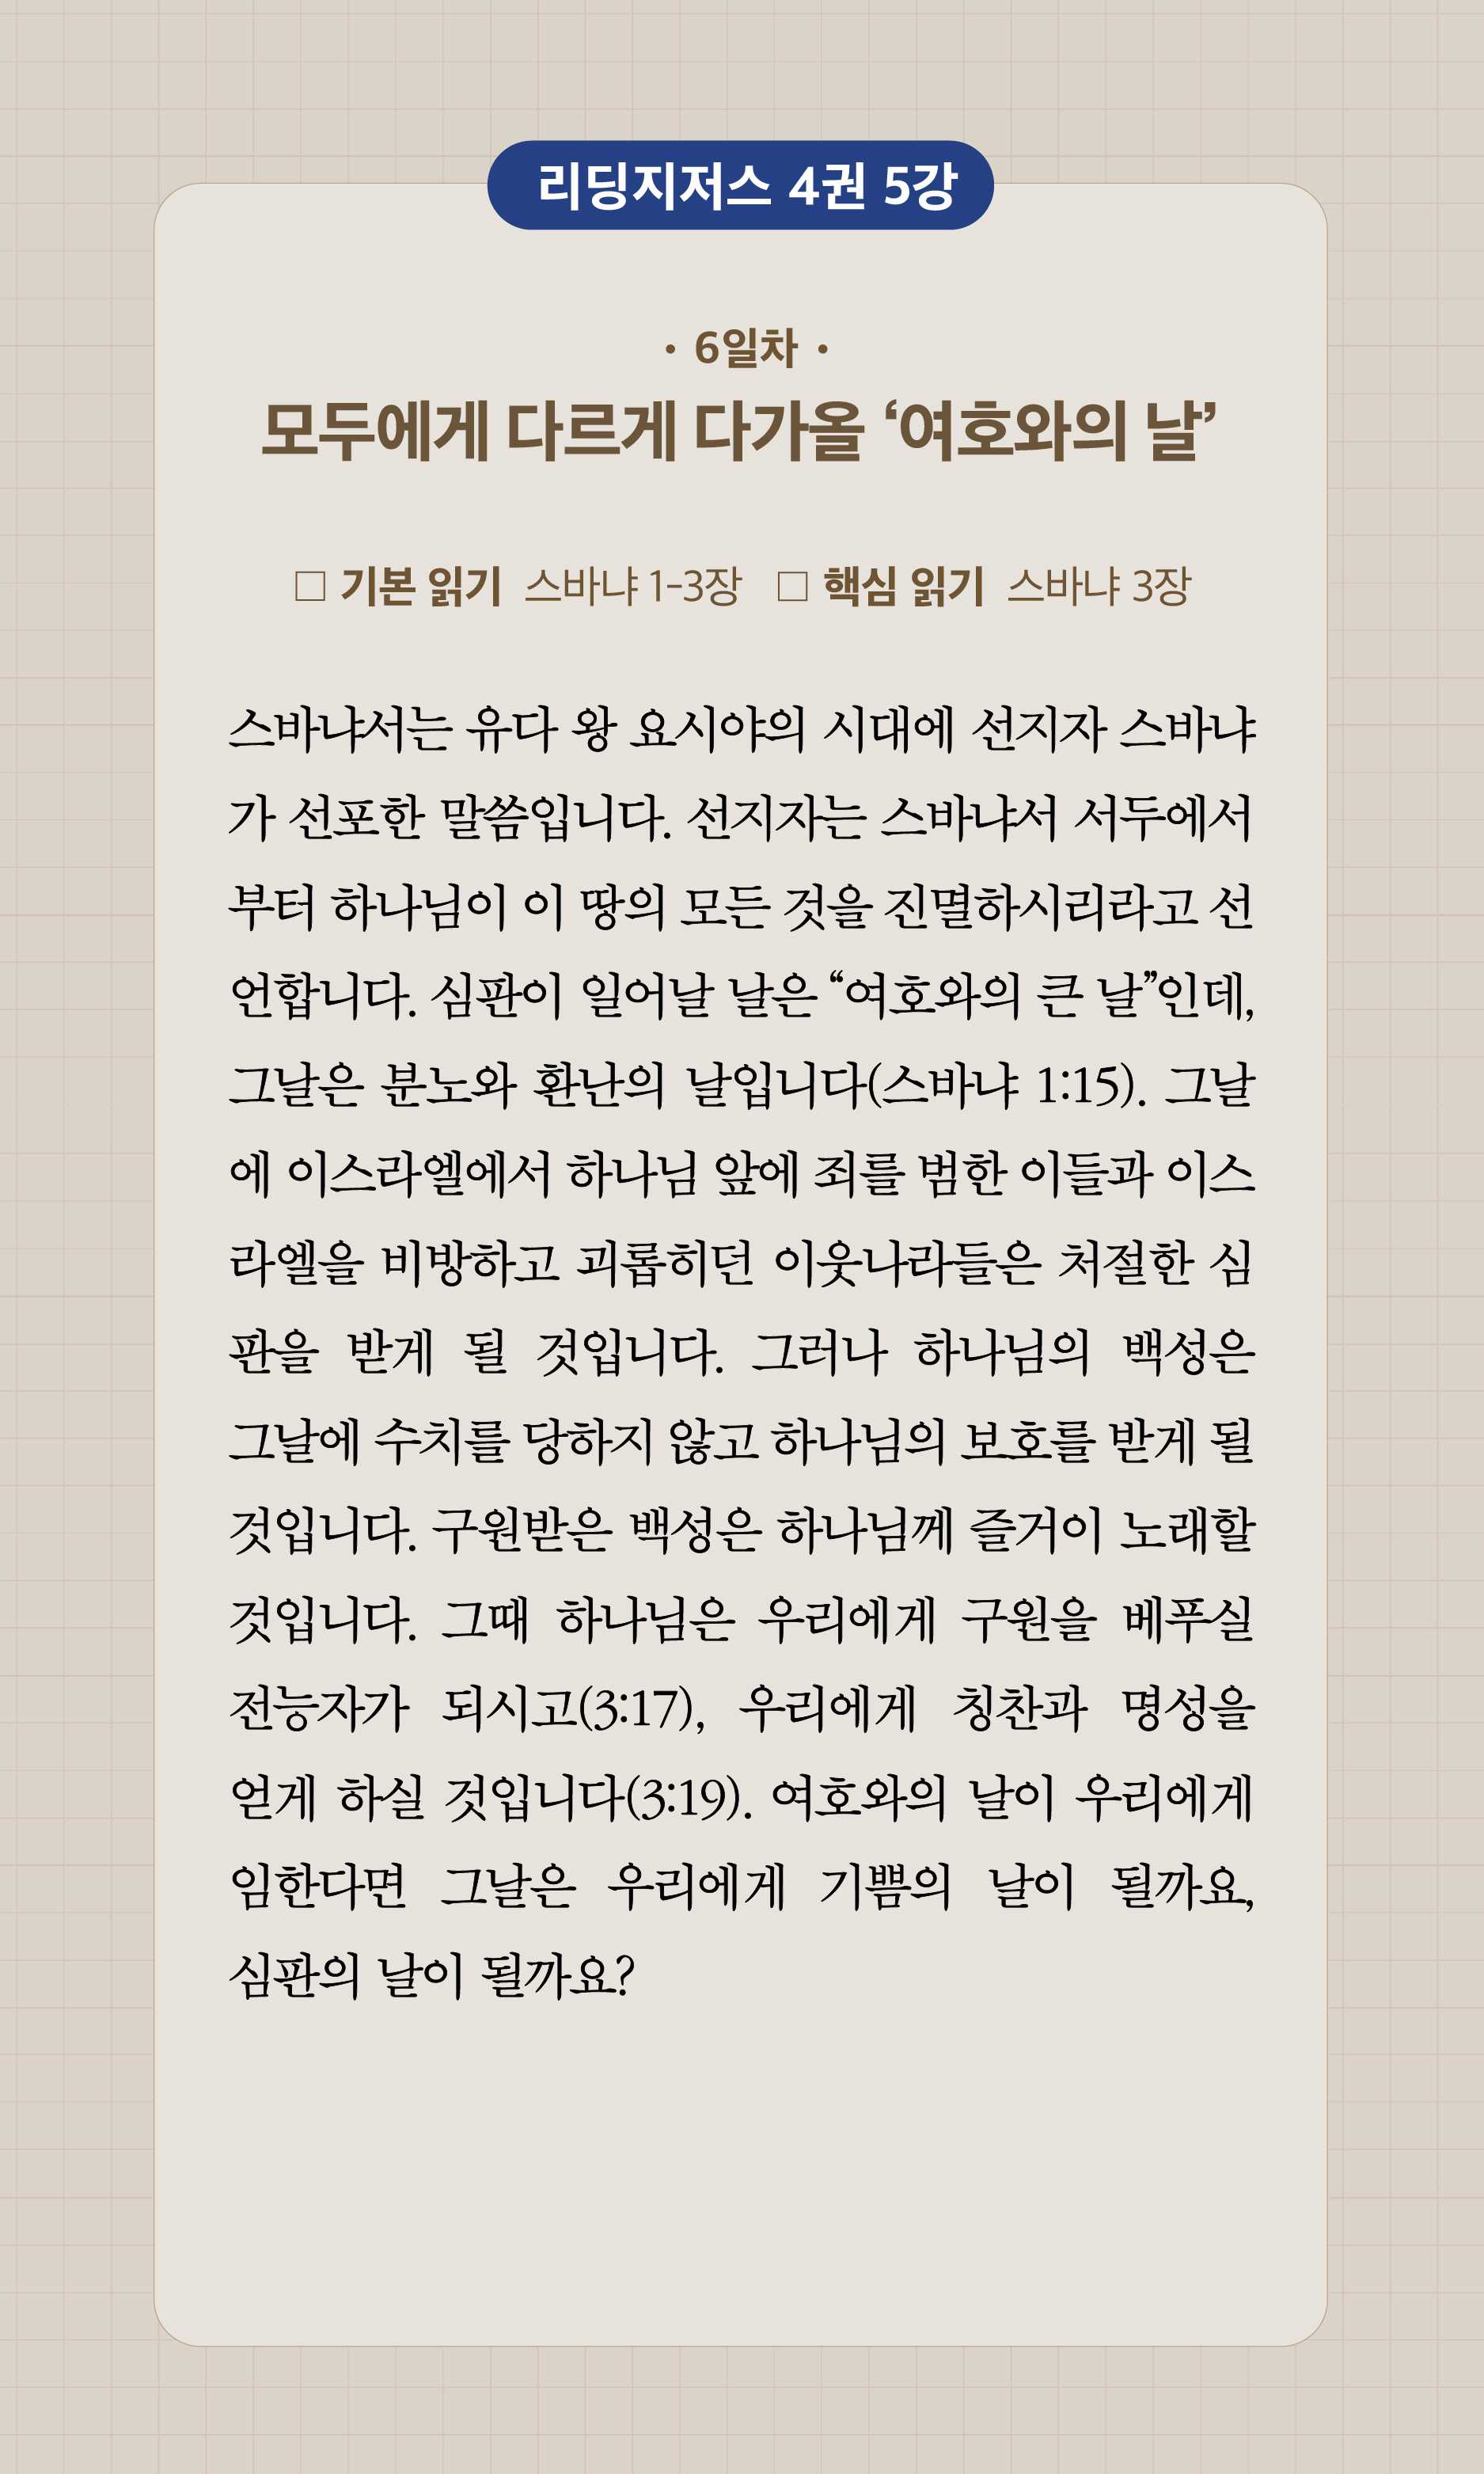 리딩지저스 4권 5강
· 6일차 ·
모두에게 다르게 다가올 ‘여호와의 날’
□ 기본 읽기 스바냐 1-3장 □ 핵심 읽기 스바냐 3장
스바냐서는 유다 왕 요시야의 시대에 선지자 스바냐
가 선포한 말씀입니다. 선지자는 스바냐서 서두에서
부터 하나님이 이 땅의 모든 것을 진멸하시리라고 선
언합니다. 심판이 일어날 날은 “여호와의 큰 날”인데,
그날은 분노와 환난의 날입니다(스바냐 1:15). 그날
에 이스라엘에서 하나님 앞에 죄를 범한 이들과 이스
라엘을 비방하고 괴롭히던 이웃나라들은 처절한 심
판을 받게 될 것입니다. 그러나 하나님의 백성은
그날에 수치를 당하지 않고 하나님의 보호를 받게 될
것입니다. 구원받은 백성은 하나님께 즐거이 노래할
것입니다. 그때 하나님은 우리에게 구원을 베푸실
전능자가 되시고(3:17), 우리에게 칭찬과 명성을
얻게 하실 것입니다(3:19). 여호와의 날이 우리에게
임한다면 그날은 우리에게 기쁨의 날이 될까요,
심판의 날이 될까요?